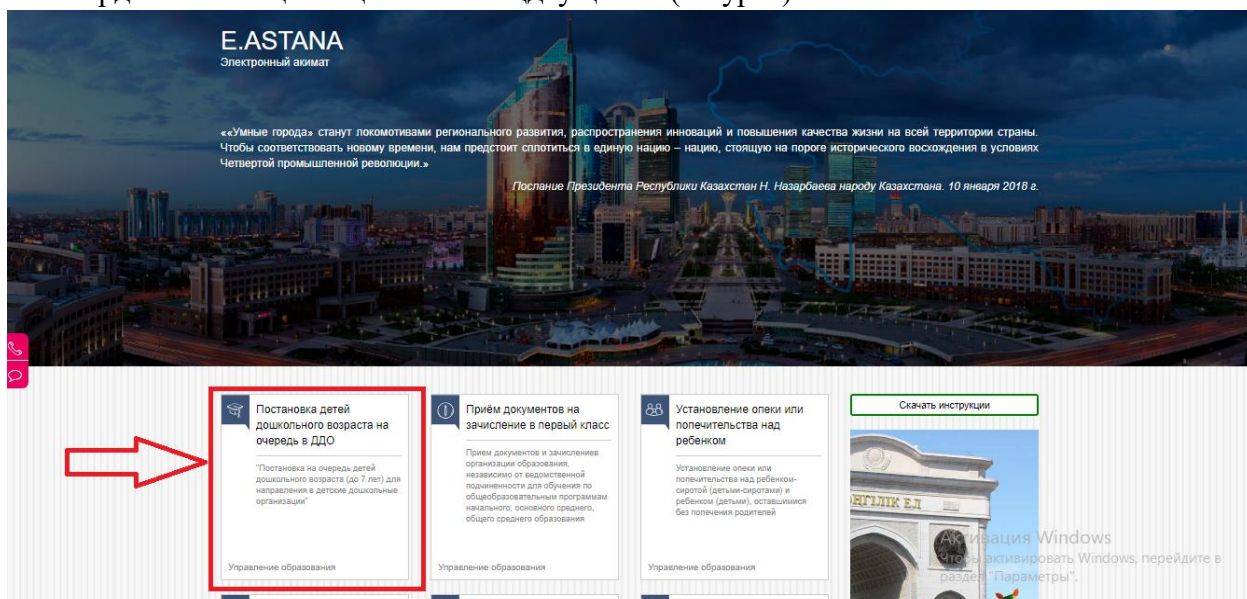 E.ASTANA
Электронный акимат
««Умные города» станут локомотивами регионального развития, распространения инноваций и повышения качества жизни на всей территории страны.
Чтобы соответствовать новому времени, нам предстоит сплотиться в единую нацию – нацию, стоящую на пороге исторического восхождения в условиях
Четвертой промышленной революции.»
Послание Президента Республики Казахстан Н. Назарбаева народу Казахстана. 10 января 2018 г.
Постановка детей
дошкольного возраста на
очередь в ДДО
"Постановка на очередь детей
дошкольного возраста (до 7 лет) для
направления в детские дошкольные
организации"
Управление образования
Приём документов на
зачисление в первый класс
Прием документов и зачислениев
организации образования,
независимо от ведомственной
подчиненности для обучения по
общеобразовательным программам
начального, основного среднего,
общего среднего образования
Управление образования
Установление опеки или
попечительства над
ребенком
Установление опеки или
попечительства над ребенком-
сиротой (детьми-сиротами) и
ребенком (детьми), оставшимися
без попечения родителей
Управление образования
Скачать инструкции
ЕЛ
Активация Windows
Чтобы активировать Windows, перейдите в
раздел "Параметры".